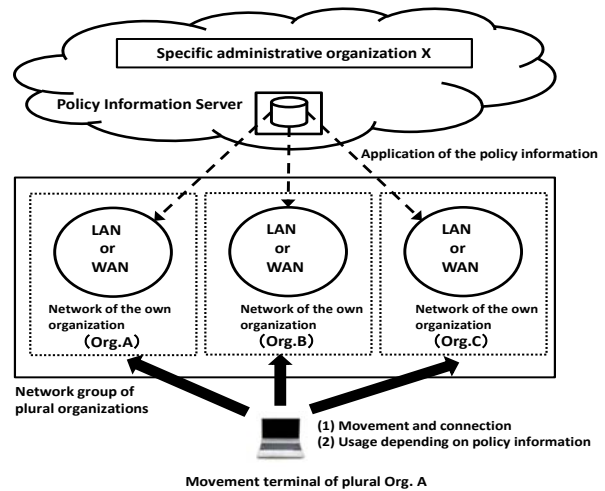 Specific administrative organization X
Policy Information Server
Application of the policy information
LAN
or
WAN
LAN
or
WAN
LAN
or
WAN
Network of the own
organization
(Org.A)
Network of the own
organization
(Org.B)
Network of the own
organization
(Org.C)
Network group of
plural organizations
(1) Movement and connection
(2) Usage depending on policy information
Movement terminal of plural Org. A